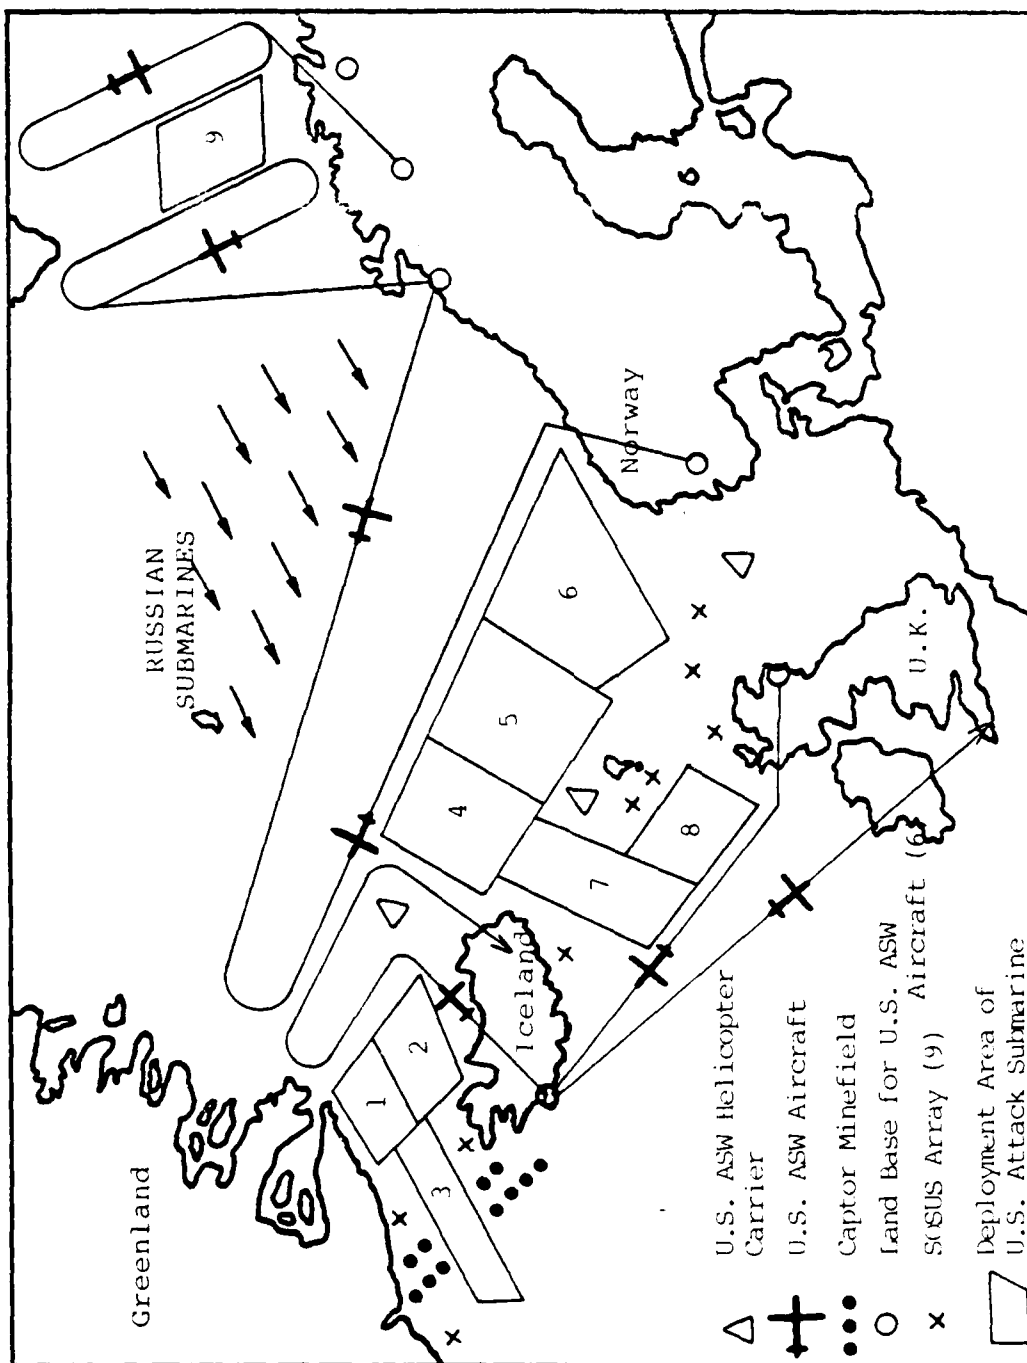 Greenland
RUSSIAN
SUBMARINES
Norway
Iceland
U.K.
1
2
3
4
5
6
7
8
9
U.S. ASW Helicopter
Carrier
U.S. ASW Aircraft
Captor Minefield
Land Base for U.S. ASW
Aircraft (6)
SOSUS Array (9)
Deployment Area of
U.S. Attack Submarine